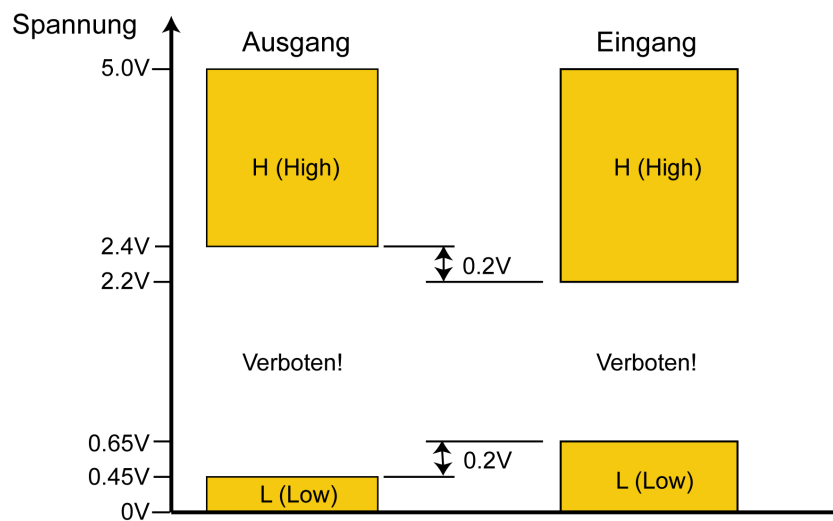 Spannung
Ausgang
Eingang
5.0V
H (High)
H (High)
2.4V
0.2V
2.2V
Verboten!
Verboten!
0.65V
0.2V
0.45V
L (Low)
L (Low)
0V